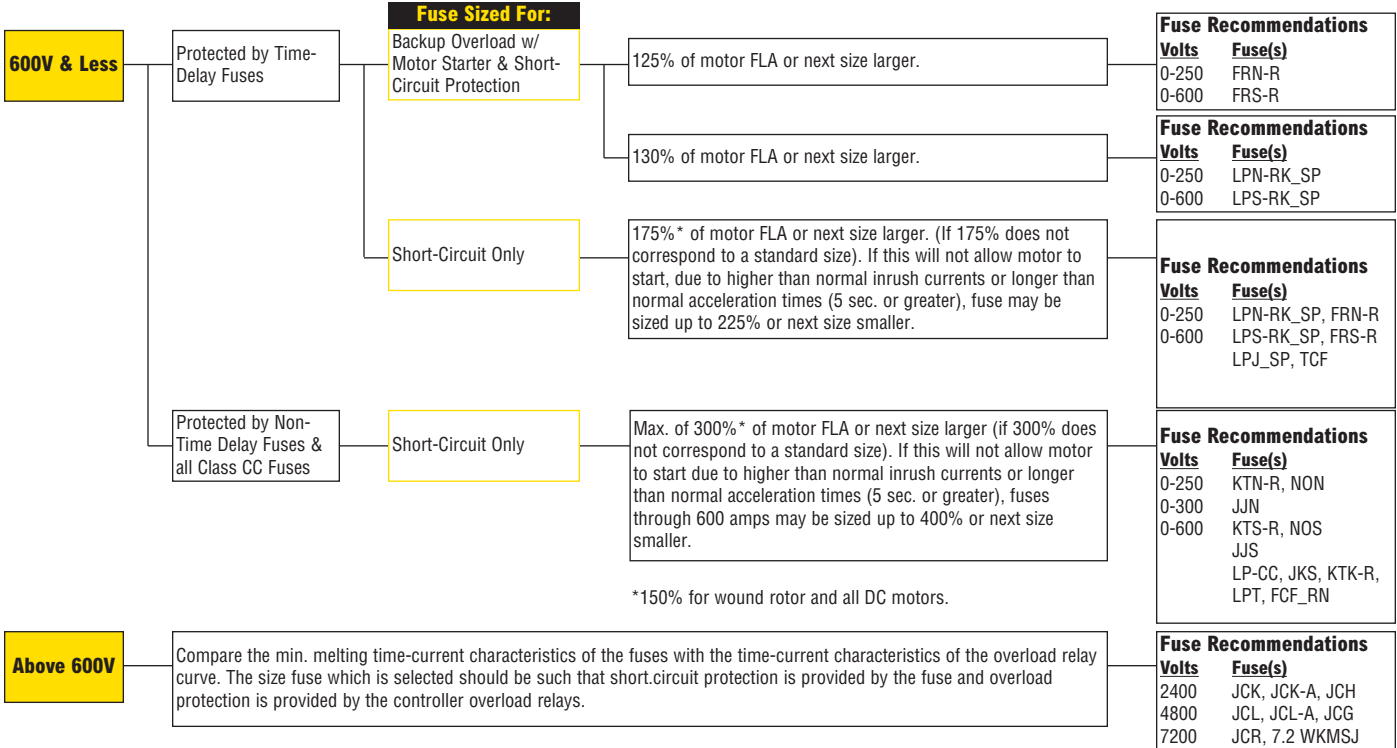 Fuse Sized For:
600V & Less
Protected by Time-
Delay Fuses
Backup Overload w/
Motor Starter & Short-
Circuit Protection
125% of motor FLA or next size larger.
Fuse Recommendations
Volts Fuse(s)
0-250 FRN-R
0-600 FRS-R
130% of motor FLA or next size larger.
Fuse Recommendations
Volts Fuse(s)
0-250 LPN-RK_SP
0-600 LPS-RK_SP
Short-Circuit Only
175%* of motor FLA or next size larger. (If 175% does not
correspond to a standard size). If this will not allow motor to
start, due to higher than normal inrush currents or longer than
normal acceleration times (5 sec. or greater), fuse may be
sized up to 225% or next size smaller.
Fuse Recommendations
Volts Fuse(s)
0-250 LPN-RK_SP, FRN-R
0-600 LPS-RK_SP, FRS-R
LPJ_SP, TCF
Protected by Non-
Time Delay Fuses &
all Class CC Fuses
Short-Circuit Only
Max. of 300%* of motor FLA or next size larger (if 300% does
not correspond to a standard size). If this will not allow motor
to start due to higher than normal inrush currents or longer
than normal acceleration times (5 sec. or greater), fuses
through 600 amps may be sized up to 400% or next size
smaller.
Fuse Recommendations
Volts Fuse(s)
0-250 KTN-R, NON
0-300 JJN
0-600 KTS-R, NOS
JJS
LP-CC, JKS, KTK-R,
LPT, FCF_RN
*150% for wound rotor and all DC motors.
Above 600V
Compare the min. melting time-current characteristics of the fuses with the time-current characteristics of the overload relay
curve. The size fuse which is selected should be such that short.circuit protection is provided by the fuse and overload
protection is provided by the controller overload relays.
Fuse Recommendations
Volts Fuse(s)
2400 JCK, JCK-A, JCH
4800 JCL, JCL-A, JCG
7200 JCR, 7.2 WKMSJ